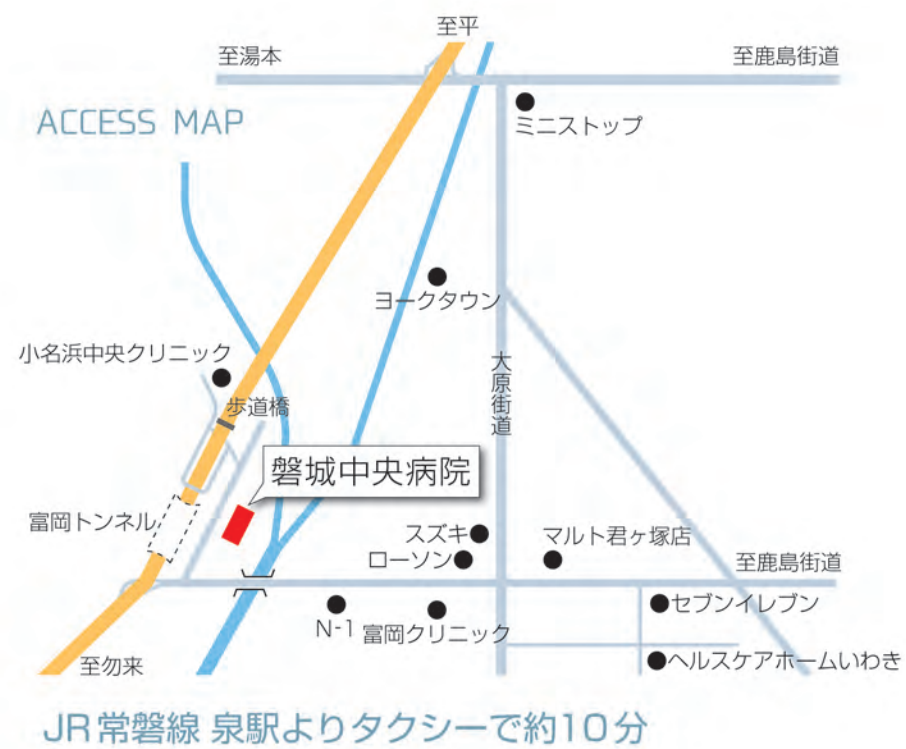 至平
至湯本
至鹿島街道
ACCESS MAP
ミニストップ
ヨークタウン
小名浜中央クリニック
大原街道
歩道橋
磐城中央病院
富岡トンネル
スズキ
ローソン
マルト君ヶ塚店
至鹿島街道
セブンイレブン
N-1
富岡クリニック
至勿来
ヘルスケアホームいわき
JR常磐線 泉駅よりタクシーで約10分